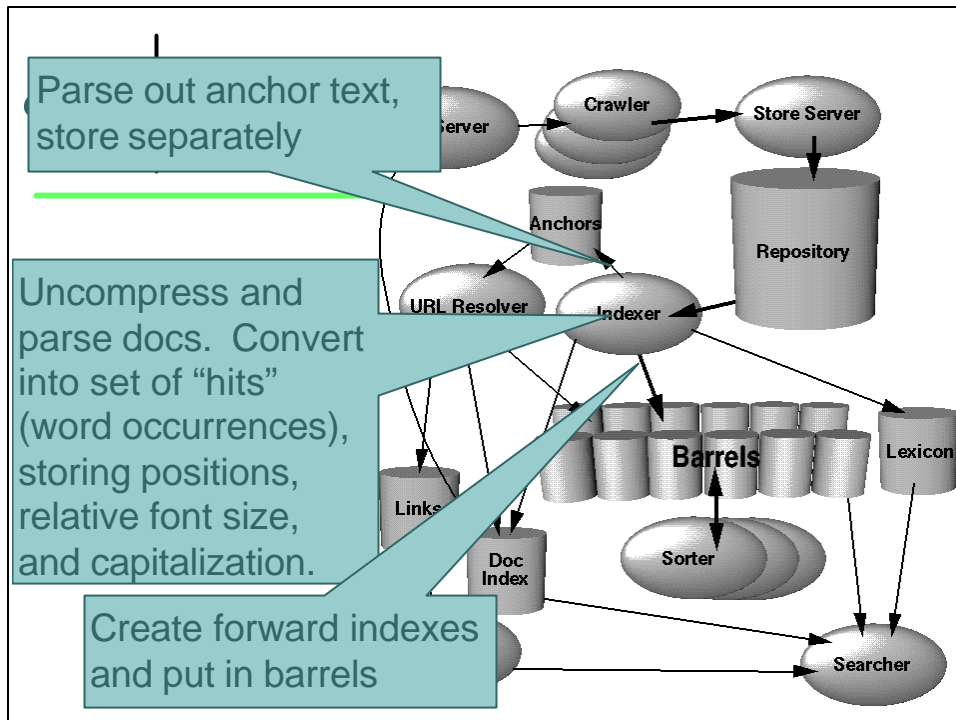 Parse out anchor text,
store separately
Server
Crawler
Store Server
Anchors
Repository
URL Resolver
Indexer
Uncompress and
parse docs.  Convert
into set of “hits”
(word occurrences),
storing positions,
relative font size,
and capitalization.
Barrels
Lexicon
Links
Doc
Index
Sorter
Create forward indexes
and put in barrels
Searcher